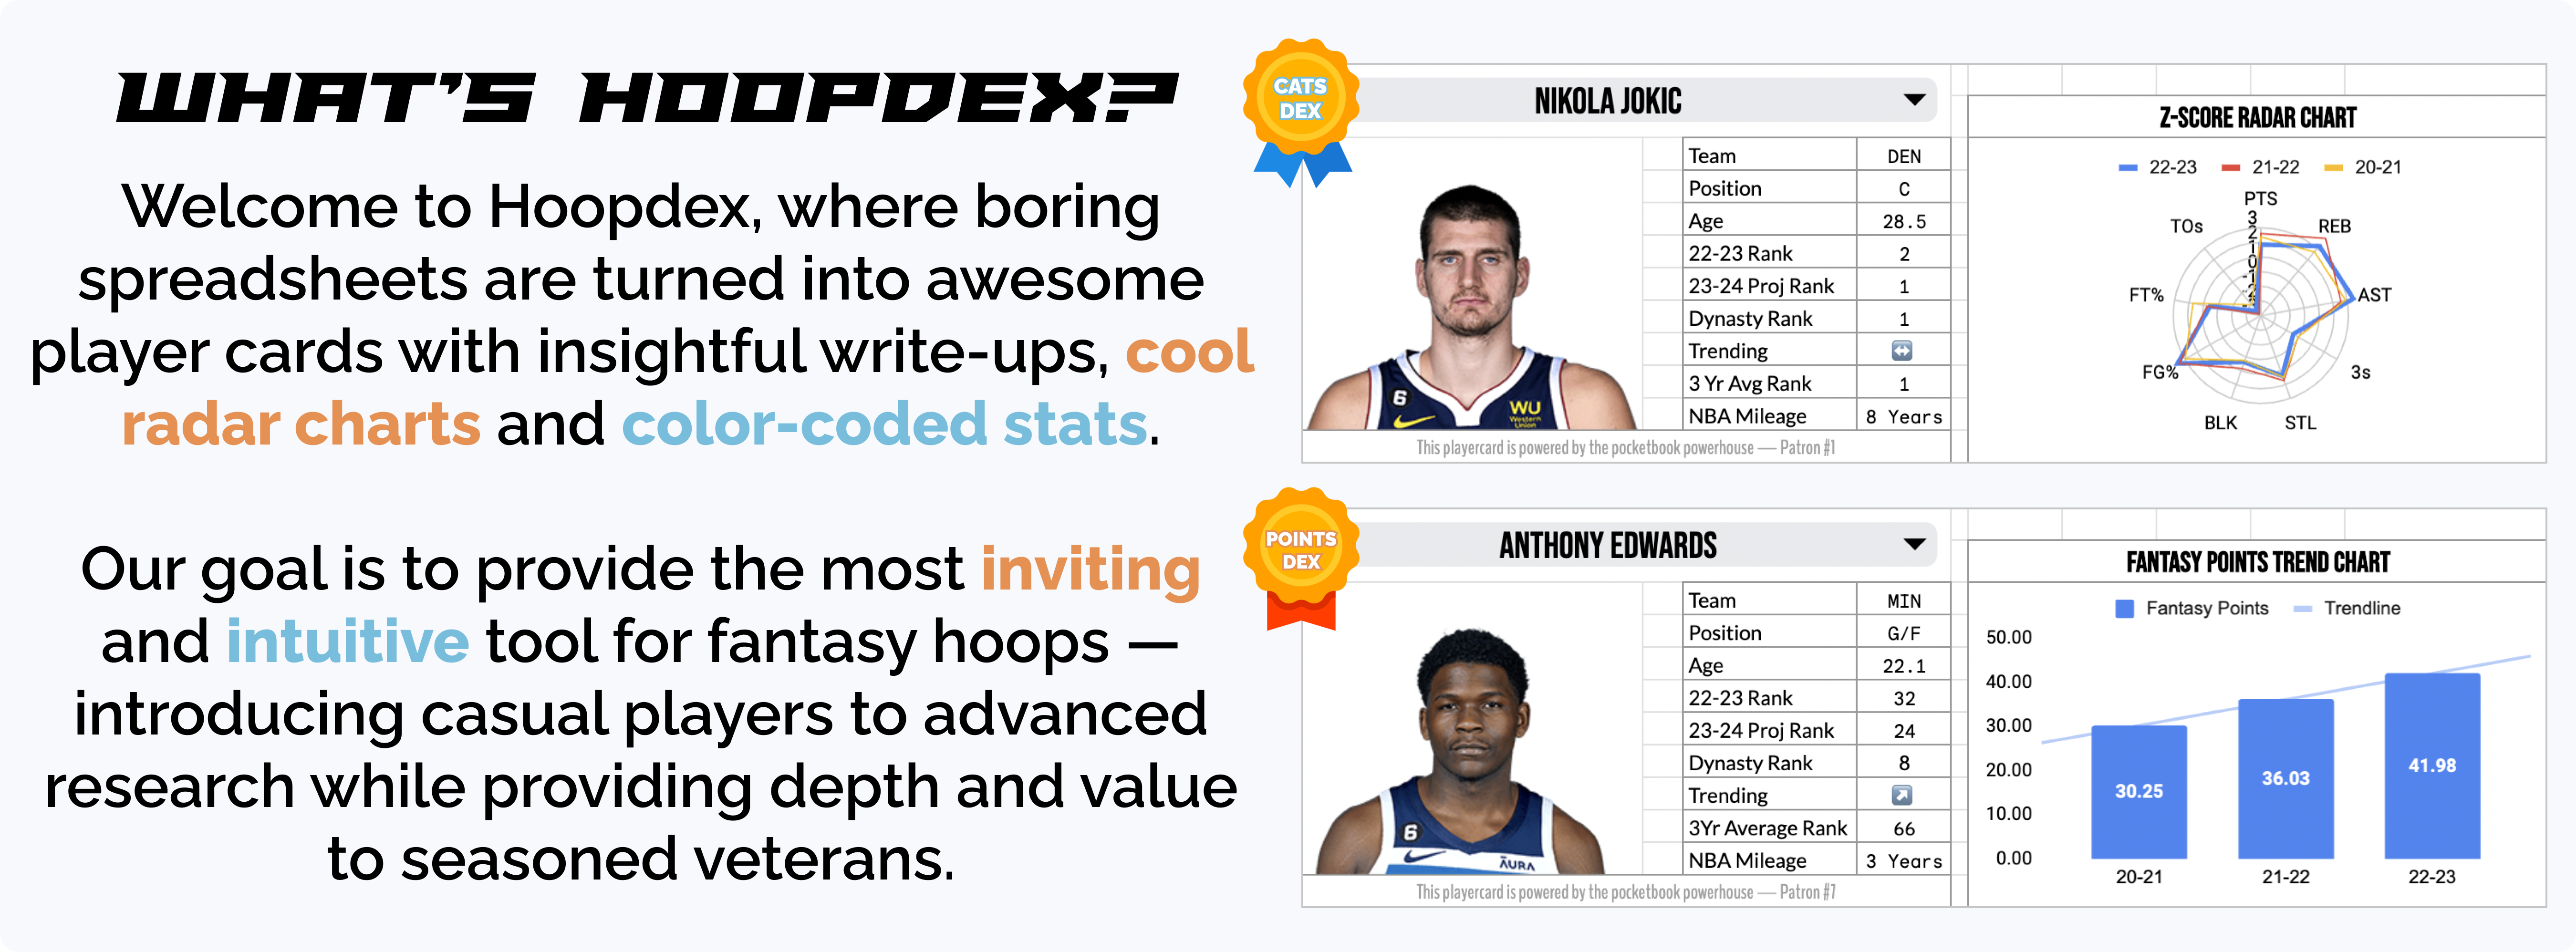 WHAT'S HOOPDEX?
Welcome to Hoopdex, where boring
spreadsheets are turned into awesome
player cards with insightful write-ups, cool
radar charts and color-coded stats.
Our goal is to provide the most inviting
and intuitive tool for fantasy hoops —
introducing casual players to advanced
research while providing depth and value
to seasoned veterans.
CATS
DEX
NIKOLA JOKIC
Team DEN
Position C
Age 28.5
22-23 Rank 2
23-24 Proj Rank 1
Dynasty Rank 1
Trending ↔
3 Yr Avg Rank 1
NBA Mileage 8 Years
6
WU
Western
Union
This playercard is powered by the pocketbook powerhouse — Patron #1
Z-SCORE RADAR CHART
22-23 21-22 20-21
PTS
REB
AST
3s
STL
BLK
FG%
FT%
TOs
3
2
1
0
POINTS
DEX
ANTHONY EDWARDS
Team MIN
Position G/F
Age 22.1
22-23 Rank 32
23-24 Proj Rank 24
Dynasty Rank 8
Trending ↗
3Yr Average Rank 66
NBA Mileage 3 Years
6
AURA
This playercard is powered by the pocketbook powerhouse — Patron #7
FANTASY POINTS TREND CHART
Fantasy Points Trendline
50.00
40.00
30.00
20.00
10.00
0.00
30.25
36.03
41.98
20-21 21-22 22-23